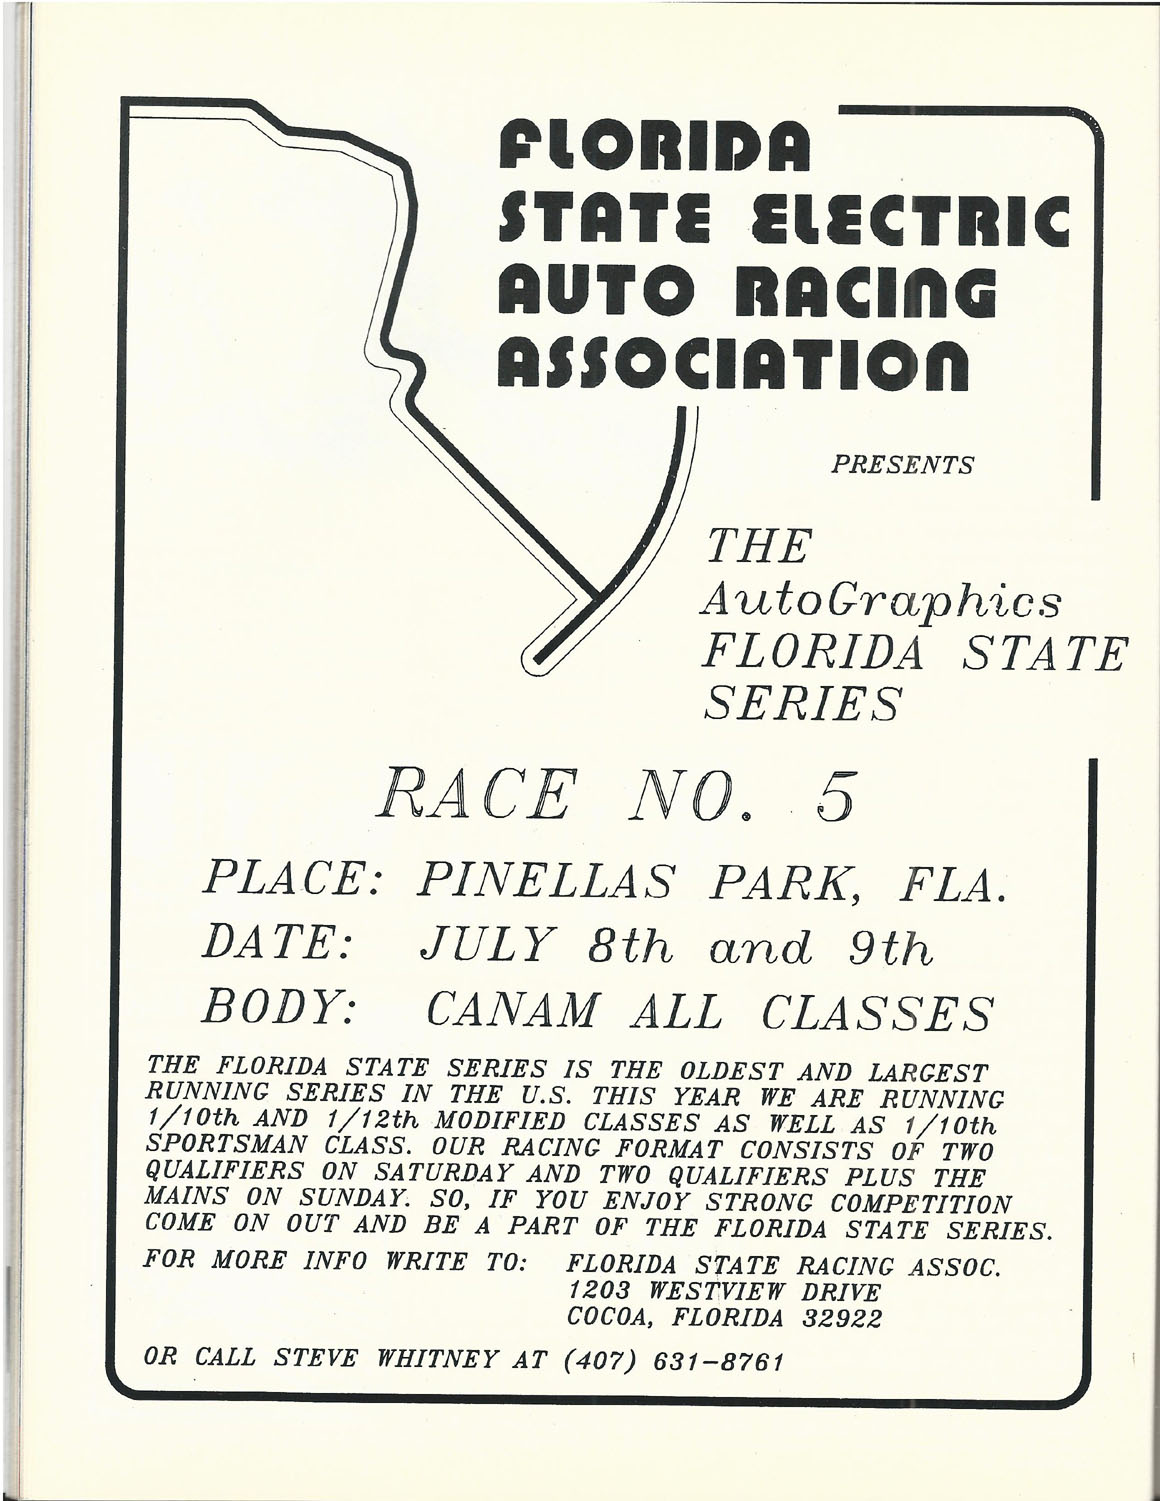 FLORIDA
STATE ELECTRIC
AUTO RACING
ASSOCIATION
PRESENTS
THE
AutoGraphics
FLORIDA STATE
SERIES
RACE NO. 5
PLACE: PINELLAS PARK, FLA.
DATE: JULY 8th and 9th
BODY: CANAM ALL CLASSES
THE FLORIDA STATE SERIES IS THE OLDEST AND LARGEST
RUNNING SERIES IN THE U.S. THIS YEAR WE ARE RUNNING
1/10th AND 1/12th MODIFIED CLASSES AS WELL AS 1/10th
SPORTSMAN CLASS. OUR RACING FORMAT CONSISTS OF TWO
QUALIFIERS ON SATURDAY AND TWO QUALIFIERS PLUS THE
MAINS ON SUNDAY. SO, IF YOU ENJOY STRONG COMPETITION
COME ON OUT AND BE A PART OF THE FLORIDA STATE SERIES.
FOR MORE INFO WRITE TO: FLORIDA STATE RACING ASSOC.
1203 WESTVIEW DRIVE
COCOA, FLORIDA 32922
OR CALL STEVE WHITNEY AT (407) 631-8761